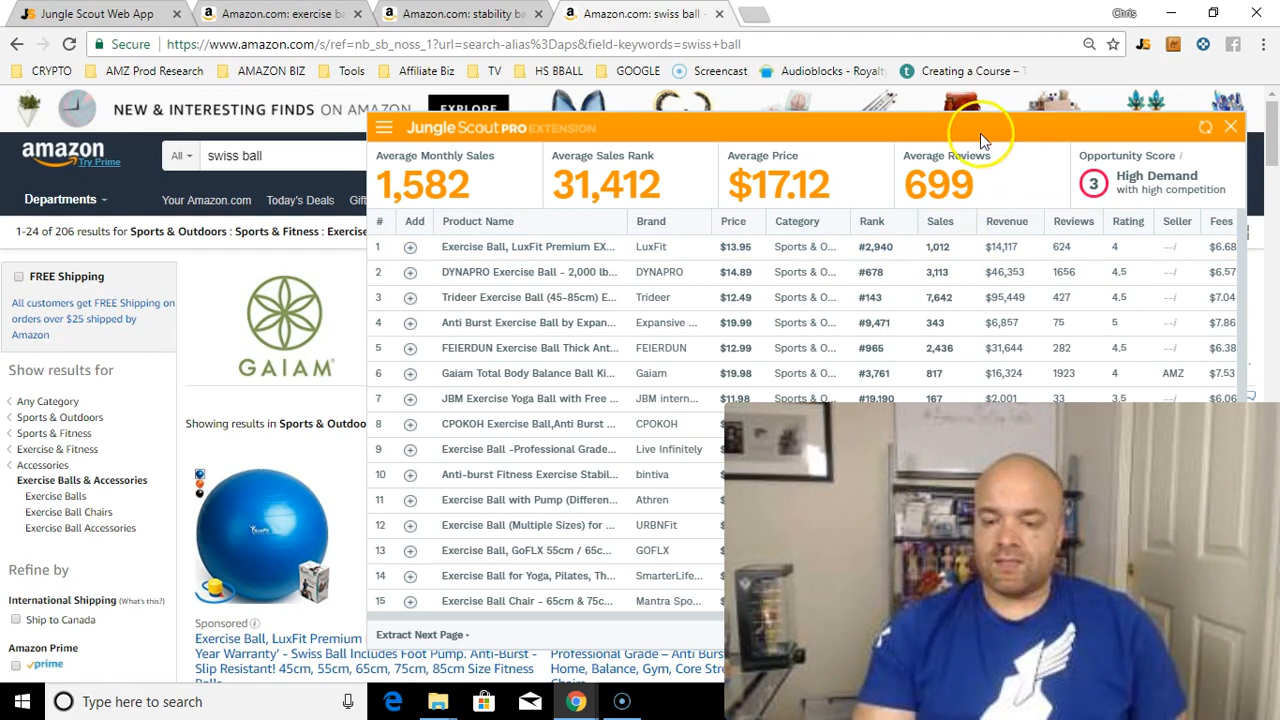 Jungle Scout Web App
Amazon.com: exercise ba
Amazon.com: stability ba
Amazon.com: swiss ball -
Chris
Secure
https://www.amazon.com/s/ref=nb_sb_noss_1?url=search-alias%3Daps&field-keywords=swiss+ball
CRYPTO
AMZ Prod Research
AMAZON BIZ
Tools
Affiliate Biz
TV
HS BBALL
GOOGLE
Screencast
Audioblocks - Royalty
Creating a Course – T
NEW & INTERESTING FINDS ON AMAZON
EXPLORE
amazon
Try Prime
All
swiss ball
Departments
Your Amazon.com
Today's Deals
Gift
1-24 of 206 results for Sports & Outdoors : Sports & Fitness : Exercise
FREE Shipping
All customers get FREE Shipping on
orders over $25 shipped by
Amazon
Show results for
Any Category
Sports & Outdoors
Sports & Fitness
Exercise & Fitness
Accessories
Exercise Balls & Accessories
Exercise Balls
Exercise Ball Chairs
Exercise Ball Accessories
Refine by
International Shipping (What's this?)
Ship to Canada
Amazon Prime
prime
GAIAM
Showing results in Sports & Outdoo
Sponsored
Exercise Ball, LuxFit Premium
Year Warranty' - Swiss Ball Includes Foot Pump. Anti-Burst -
Slip Resistant! 45cm, 55cm, 65cm, 75cm, 85cm Size Fitness
Professional Grade – Anti Burst
Home, Balance, Gym, Core Stre
Jungle Scout PRO EXTENSION
Average Monthly Sales
1,582
Average Sales Rank
31,412
Average Price
$17.12
Average Reviews
699
Opportunity Score i
3
High Demand
with high competition
# Add Product Name Brand Price Category Rank Sales Revenue Reviews Rating Seller Fees
1 Exercise Ball, LuxFit Premium EX... LuxFit $13.95 Sports & O... #2,940 1,012 $14,117 624 4 --i $6.68
2 DYNAPRO Exercise Ball – 2,000 lb... DYNAPRO $14.89 Sports & O... #678 3,113 $46,353 1656 4.5 --i $6.57
3 Trideer Exercise Ball (45-85cm) E... Trideer $12.49 Sports & O... #143 7,642 $95,449 427 4.5 --i $7.04
4 Anti Burst Exercise Ball by Expan... Expansive ... $19.99 Sports & O... #9,471 343 $6,857 75 5 --i $7.86
5 FEIERDUN Exercise Ball Thick Ant... FEIERDUN $12.99 Sports & O... #965 2,436 $31,644 282 4.5 --i $6.38
6 Gaiam Total Body Balance Ball Ki... Gaiam $19.98 Sports & O... #3,761 817 $16,324 1923 4 AMZ $7.53
7 JBM Exercise Yoga Ball with Free ... JBM intern... $11.98 Sports & O... #19,190 167 $2,001 33 3.5 --i $6.06
8 CPOKOH Exercise Ball,Anti Burst ... CPOKOH
9 Exercise Ball -Professional Grade... Live Infinitely
10 Anti-burst Fitness Exercise Stabil... bintiva
11 Exercise Ball with Pump (Differen... Athren
12 Exercise Ball (Multiple Sizes) for ... URBNFit
13 Exercise Ball, GoFLX 55cm / 65c... GOFLX
14 Exercise Ball for Yoga, Pilates, Th... SmarterLife...
15 Exercise Ball Chair – 65cm & 75c... Mantra Spo...
Extract Next Page
Type here to search